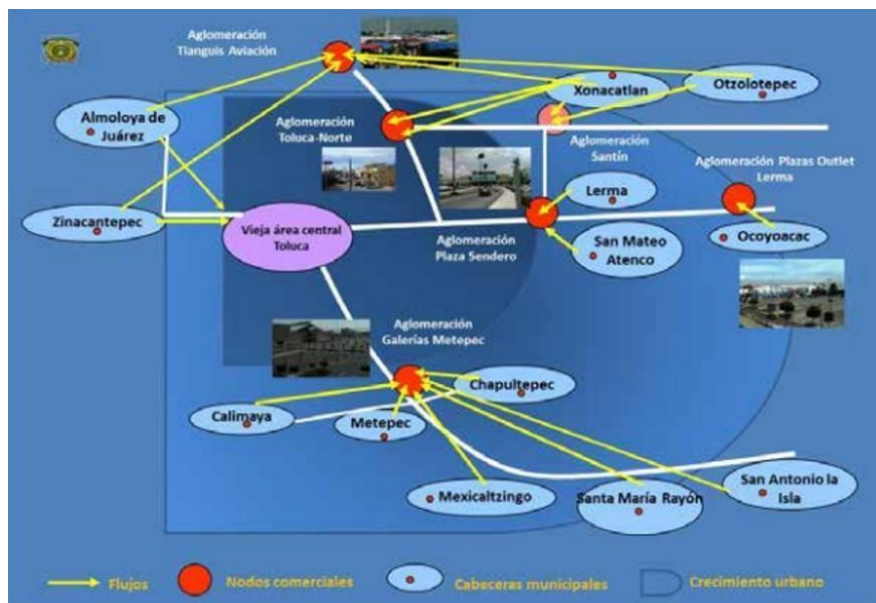 Aglomeración
Tianguis Aviación
Xonacatlan
Otzolotepec
Almoloya de
Juárez
Aglomeración
Toluca-Norte
Aglomeración
Santín
Aglomeración Plazas Outlet
Lerma
Lerma
Zinacantepec
Vieja área central
Toluca
Aglomeración
Plaza Sendero
San Mateo
Atenco
Ocoyoacac
Aglomeración
Galerías Metepec
Chapultepec
Calimaya
Metepec
Mexicaltzingo
Santa María Rayón
San Antonio la
Isla
Flujos
Nodos comerciales
Cabeceras municipales
Crecimiento urbano